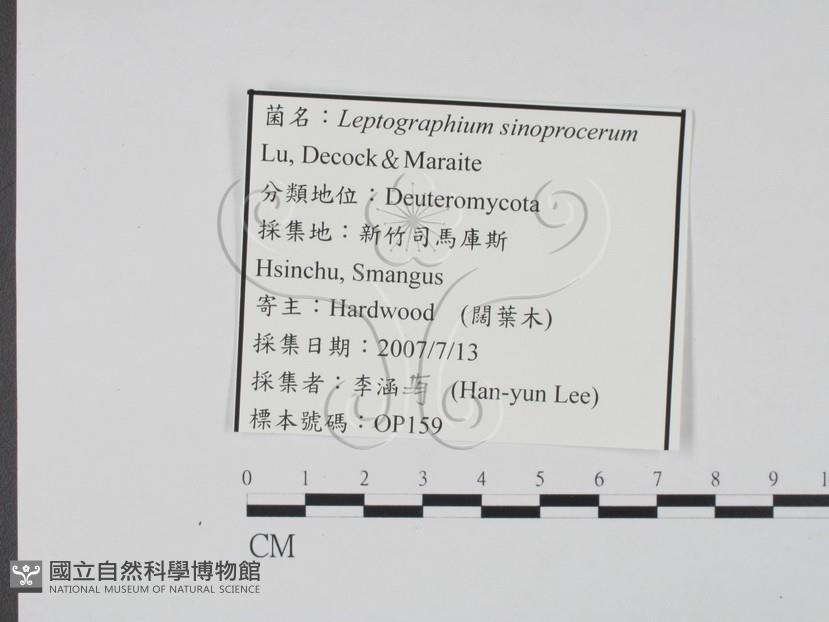 菌名：Leptographium sinoprocerum
Lu, Decock＆Maraite
分類地位：Deuteromycota
採集地：新竹司馬庫斯
Hsinchu, Smangus
寄主：Hardwood (闊葉木)
採集日期：2007/7/13
採集者：李涵 (Han-yun Lee)
標本號碼：OP159
0 1 2 3 4 5 6 7 8 9
CM
國立自然科學博物館
NATIONAL MUSEUM OF NATURAL SCIENCE